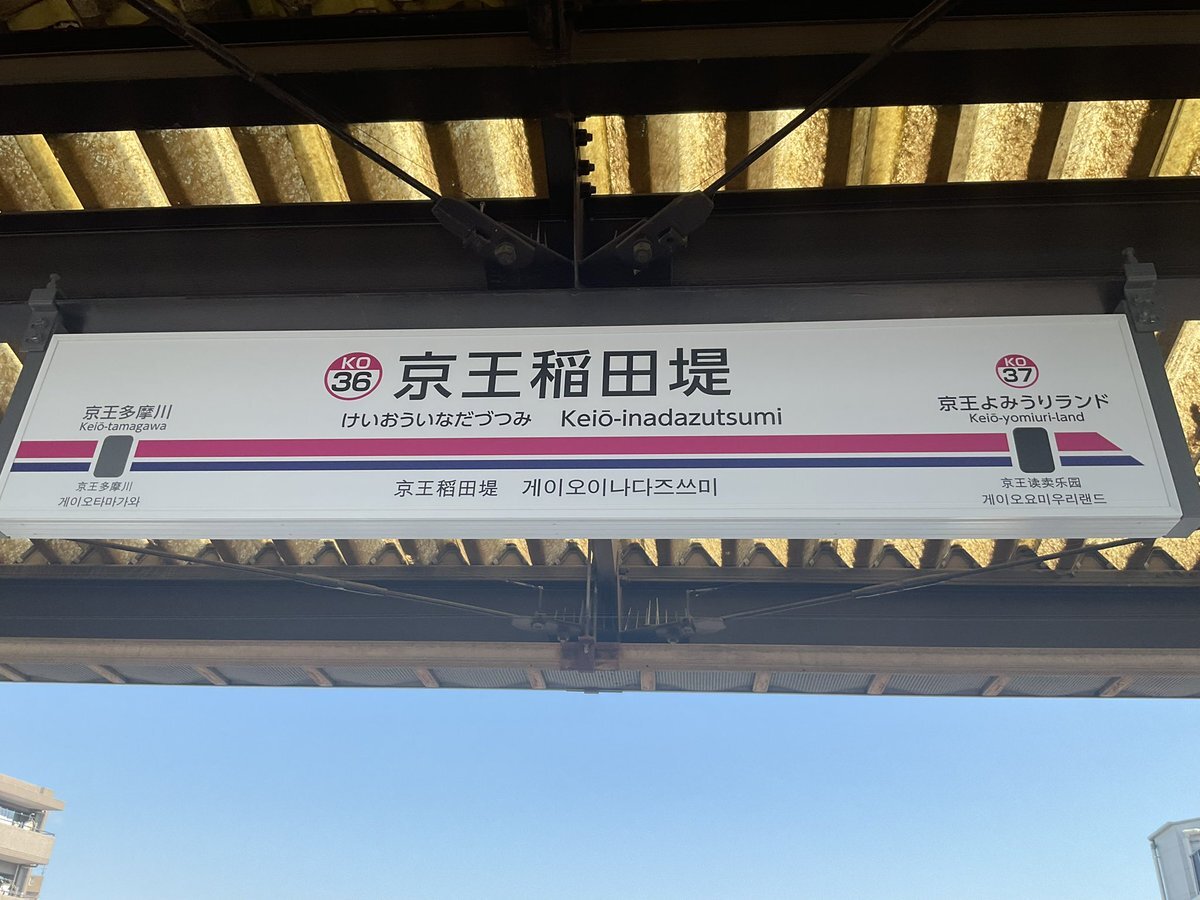 KO
36
京王稲田堤
けいおういなだづつみ Keiō-inadazutsumi
京王多摩川
Keiō-tamagawa
KO
37
京王よみうりランド
Keiō-yomiuri-land
京王多摩川
게이오타마가와
京王稻田堤 게이오이나다즈쓰미
京王读卖乐园
게이오요미우리랜드